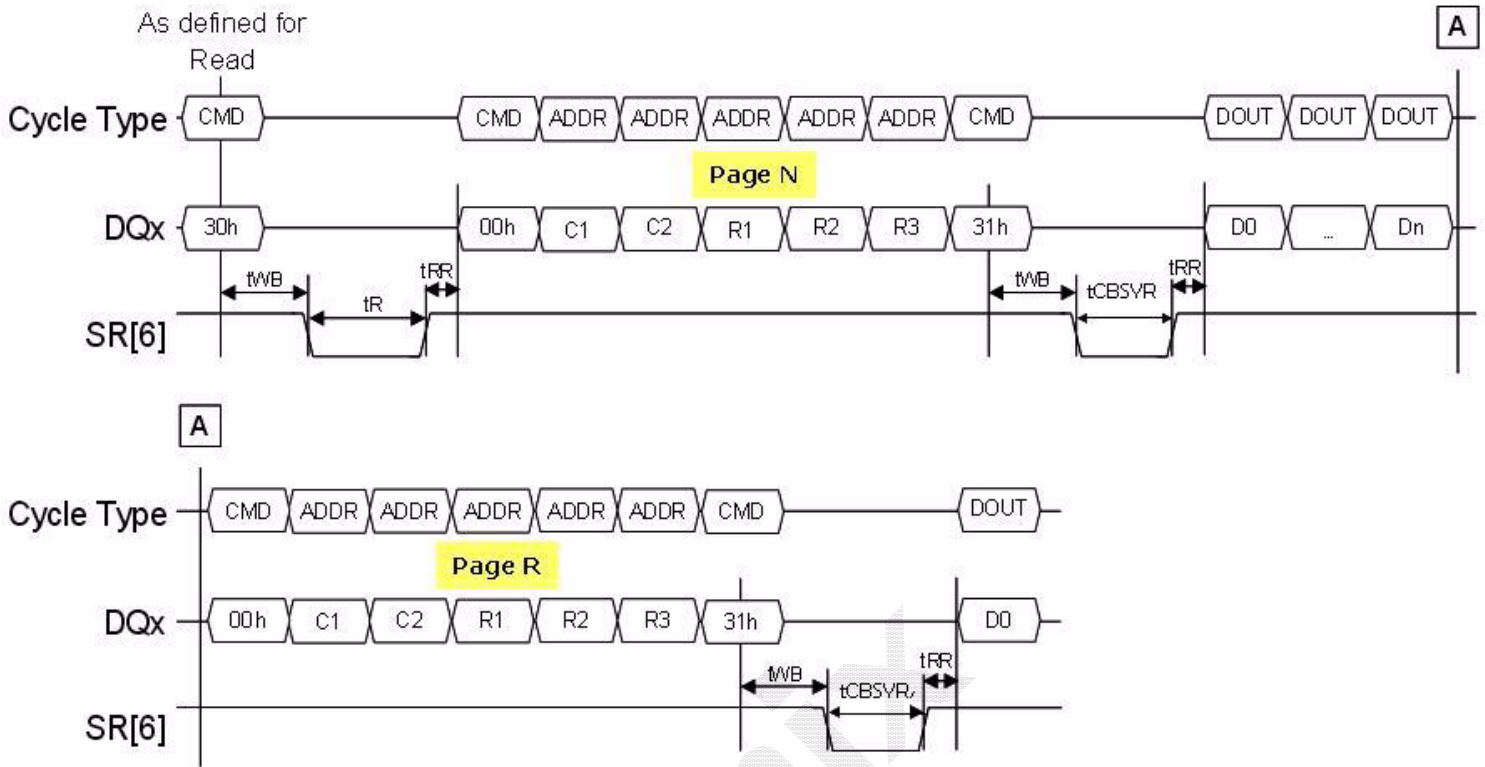 As defined for
Read
A
Cycle Type CMD CMD ADDR ADDR ADDR ADDR ADDR CMD DOUT DOUT DOUT
Page N
DQx 30h 00h C1 C2 R1 R2 R3 31h D0 ... Dn
tWB tR tRR tWB tCBSYR tRR
SR[6]
A
Cycle Type CMD ADDR ADDR ADDR ADDR ADDR CMD DOUT
Page R
DQx 00h C1 C2 R1 R2 R3 31h D0
tWB tCBSYR tRR
SR[6]